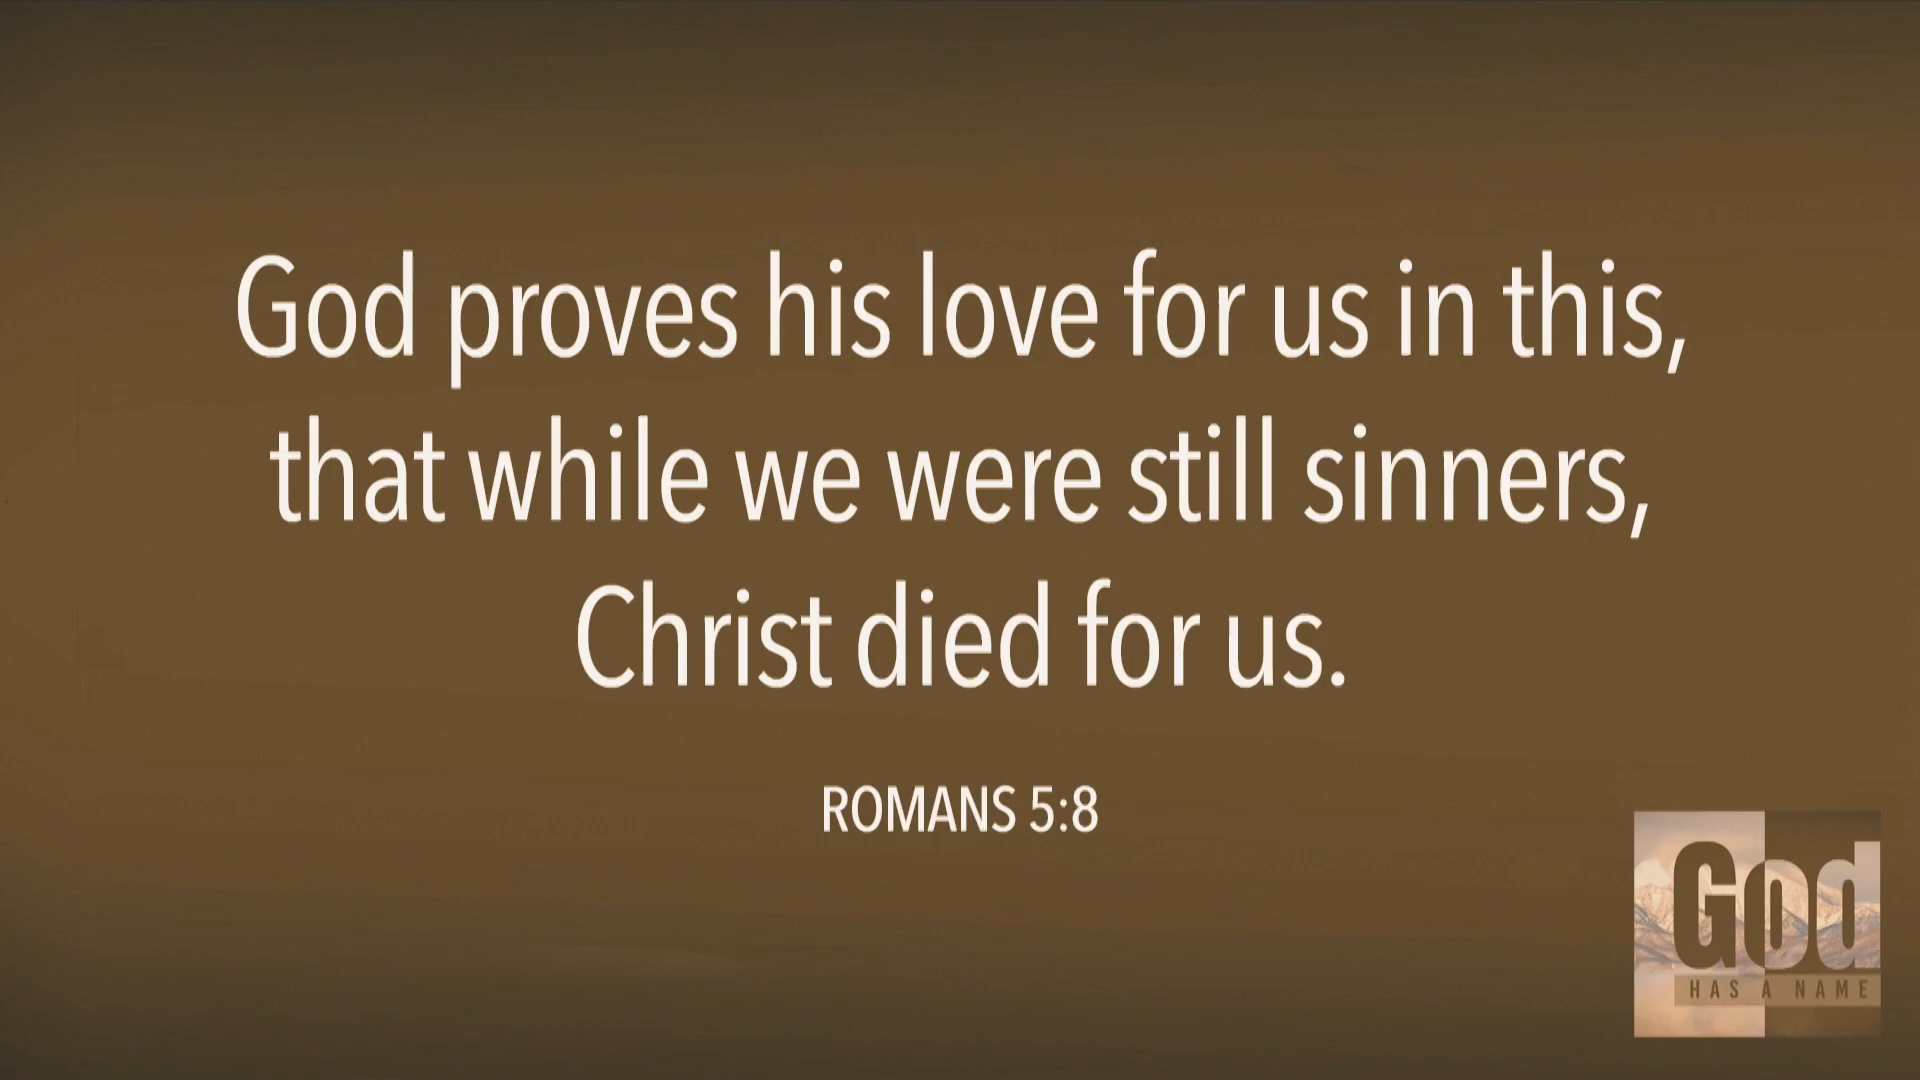 God proves his love for us in this,
that while we were still sinners,
Christ died for us.
ROMANS 5:8
God
HAS A NAME